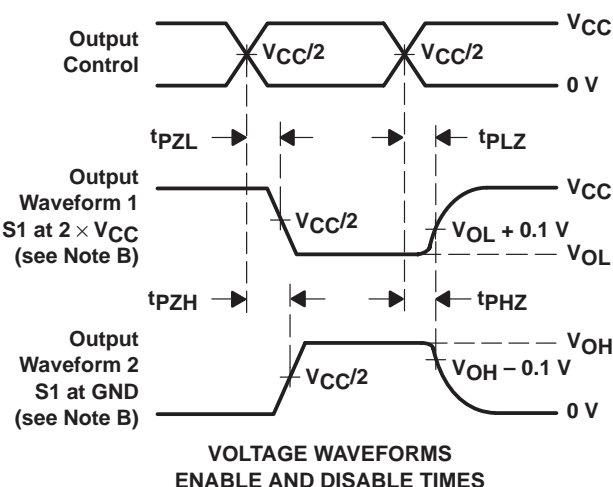 Output
Control
VCC/2
VCC/2
VCC
0 V
tPZL
tPLZ
Output
Waveform 1
S1 at 2 × VCC
(see Note B)
VCC/2
VCC
VOL + 0.1 V
VOL
tPZH
tPHZ
Output
Waveform 2
S1 at GND
(see Note B)
VCC/2
VOH
VOH – 0.1 V
0 V
VOLTAGE WAVEFORMS
ENABLE AND DISABLE TIMES